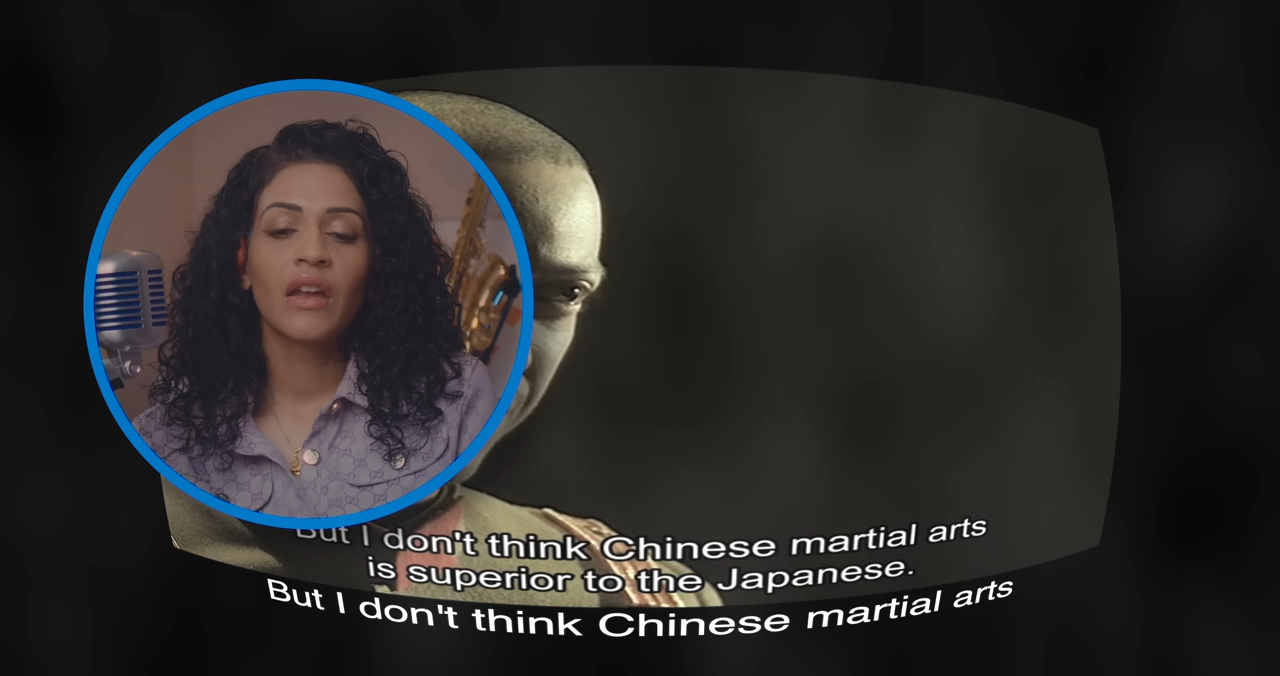 But I don't think Chinese martial arts
is superior to the Japanese.
But I don't think Chinese martial arts